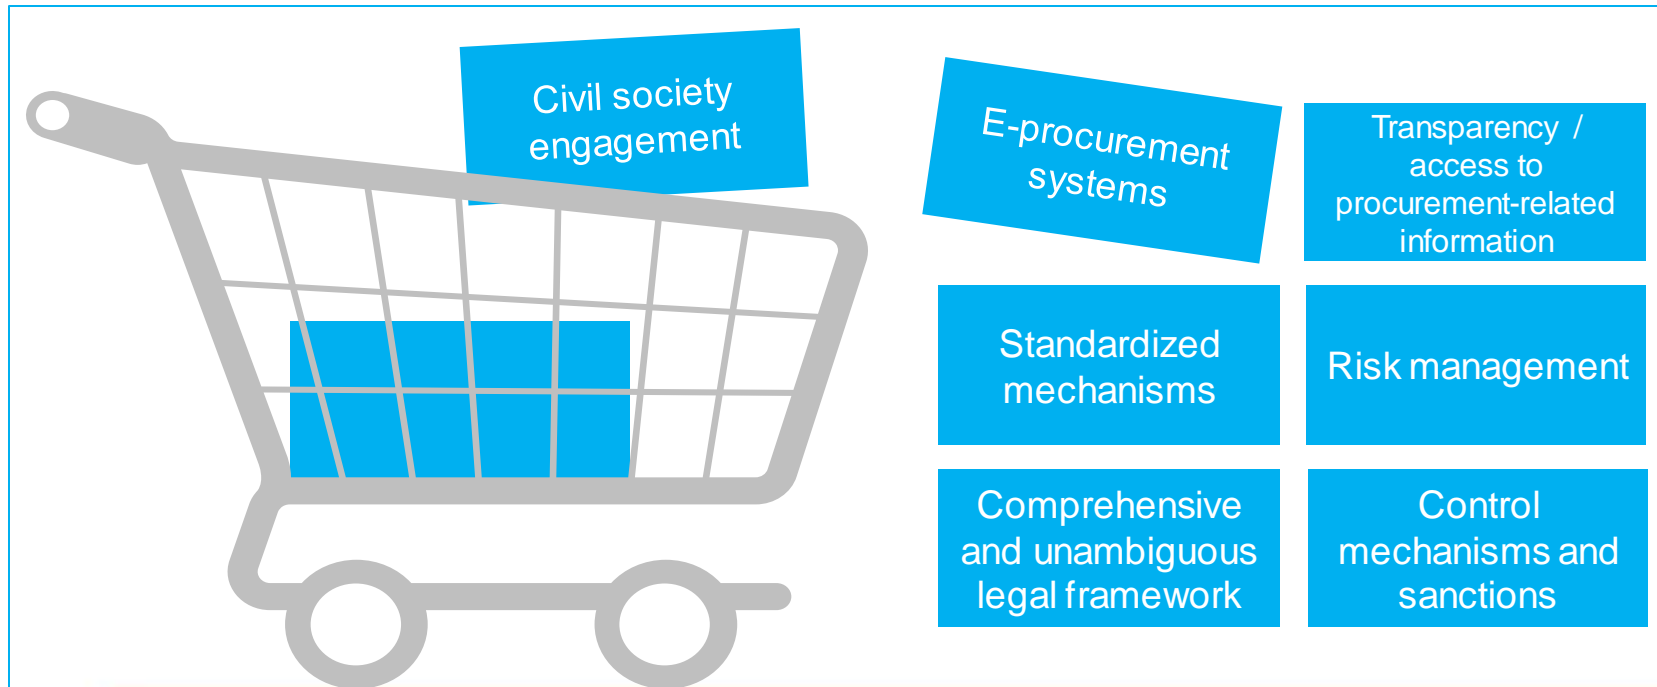 Civil society
engagement
E-procurement
systems
Transparency /
access to
procurement-related
information
Standardized
mechanisms
Risk management
Comprehensive
and unambiguous
legal framework
Control
mechanisms and
sanctions